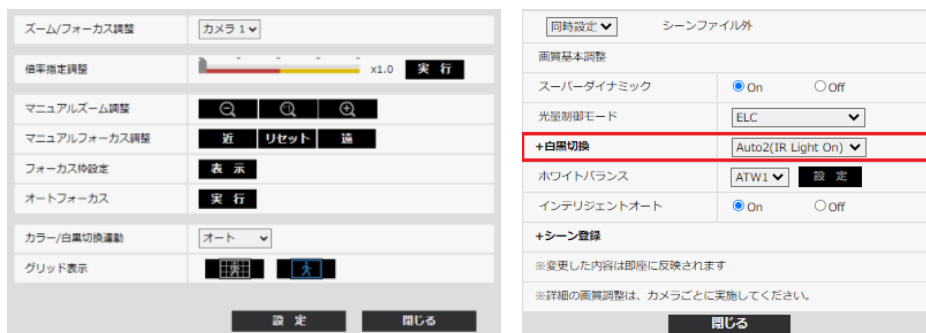 ズーム/フォーカス調整 カメラ 1
倍率指定調整 x1.0 実 行
マニュアルズーム調整
マニュアルフォーカス調整 近 リセット 遠
フォーカス枠設定 表 示
オートフォーカス 実 行
カラー/白黒切換連動 オート
グリッド表示
設 定 閉じる
同時設定 シーンファイル外
画質基本調整
スーパーダイナミック On Off
光量制御モード ELC
+白黒切換 Auto2(IR Light On)
ホワイトバランス ATW1 設 定
インテリジェントオート On Off
+シーン登録
※変更した内容は即座に反映されます
※詳細の画質調整は、カメラごとに実施してください。
閉じる